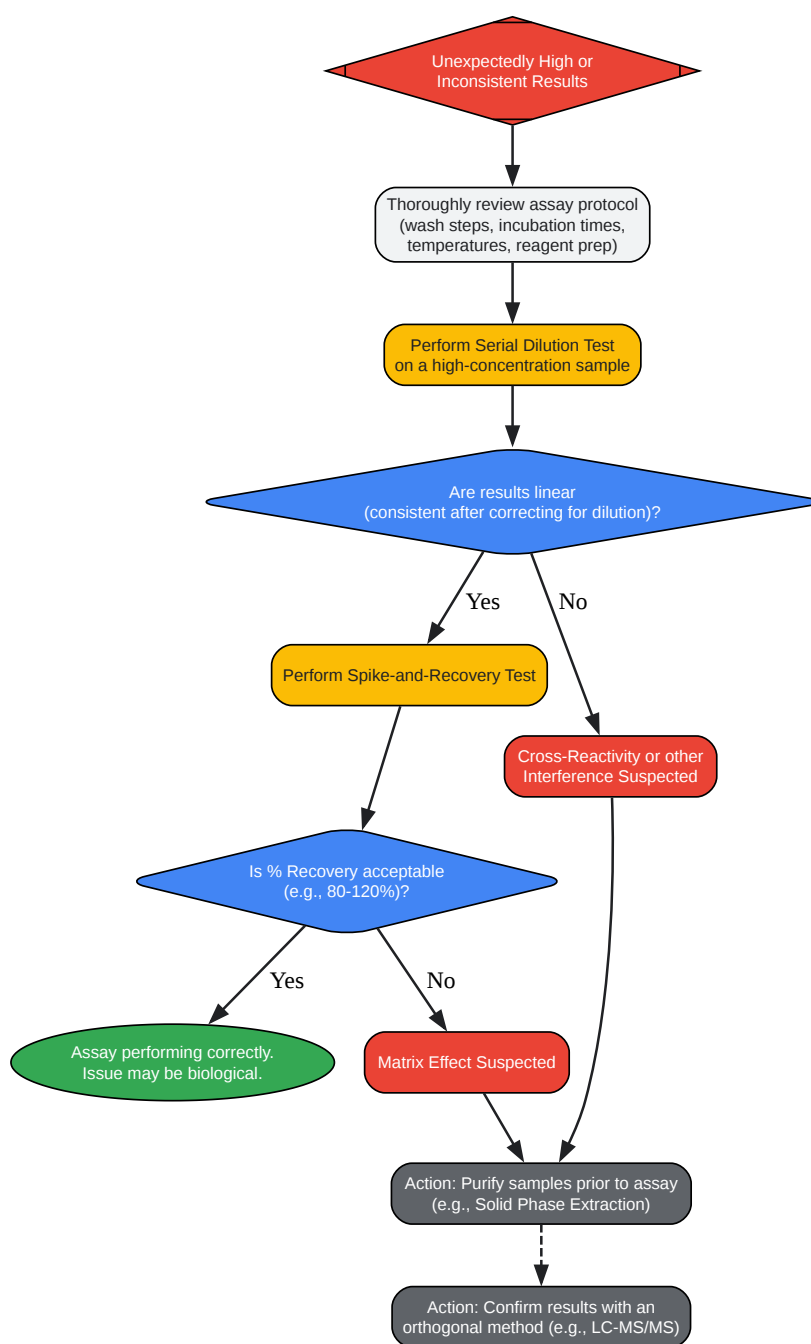 Unexpectedly High or
Inconsistent Results
Thoroughly review assay protocol
(wash steps, incubation times,
temperatures, reagent prep)
Perform Serial Dilution Test
on a high-concentration sample
Are results linear
(consistent after correcting for dilution)?
Yes
No
Perform Spike-and-Recovery Test
Cross-Reactivity or other
Interference Suspected
Is % Recovery acceptable
(e.g., 80-120%)?
Yes
No
Assay performing correctly.
Issue may be biological.
Matrix Effect Suspected
Action: Purify samples prior to assay
(e.g., Solid Phase Extraction)
Action: Confirm results with an
orthogonal method (e.g., LC-MS/MS)